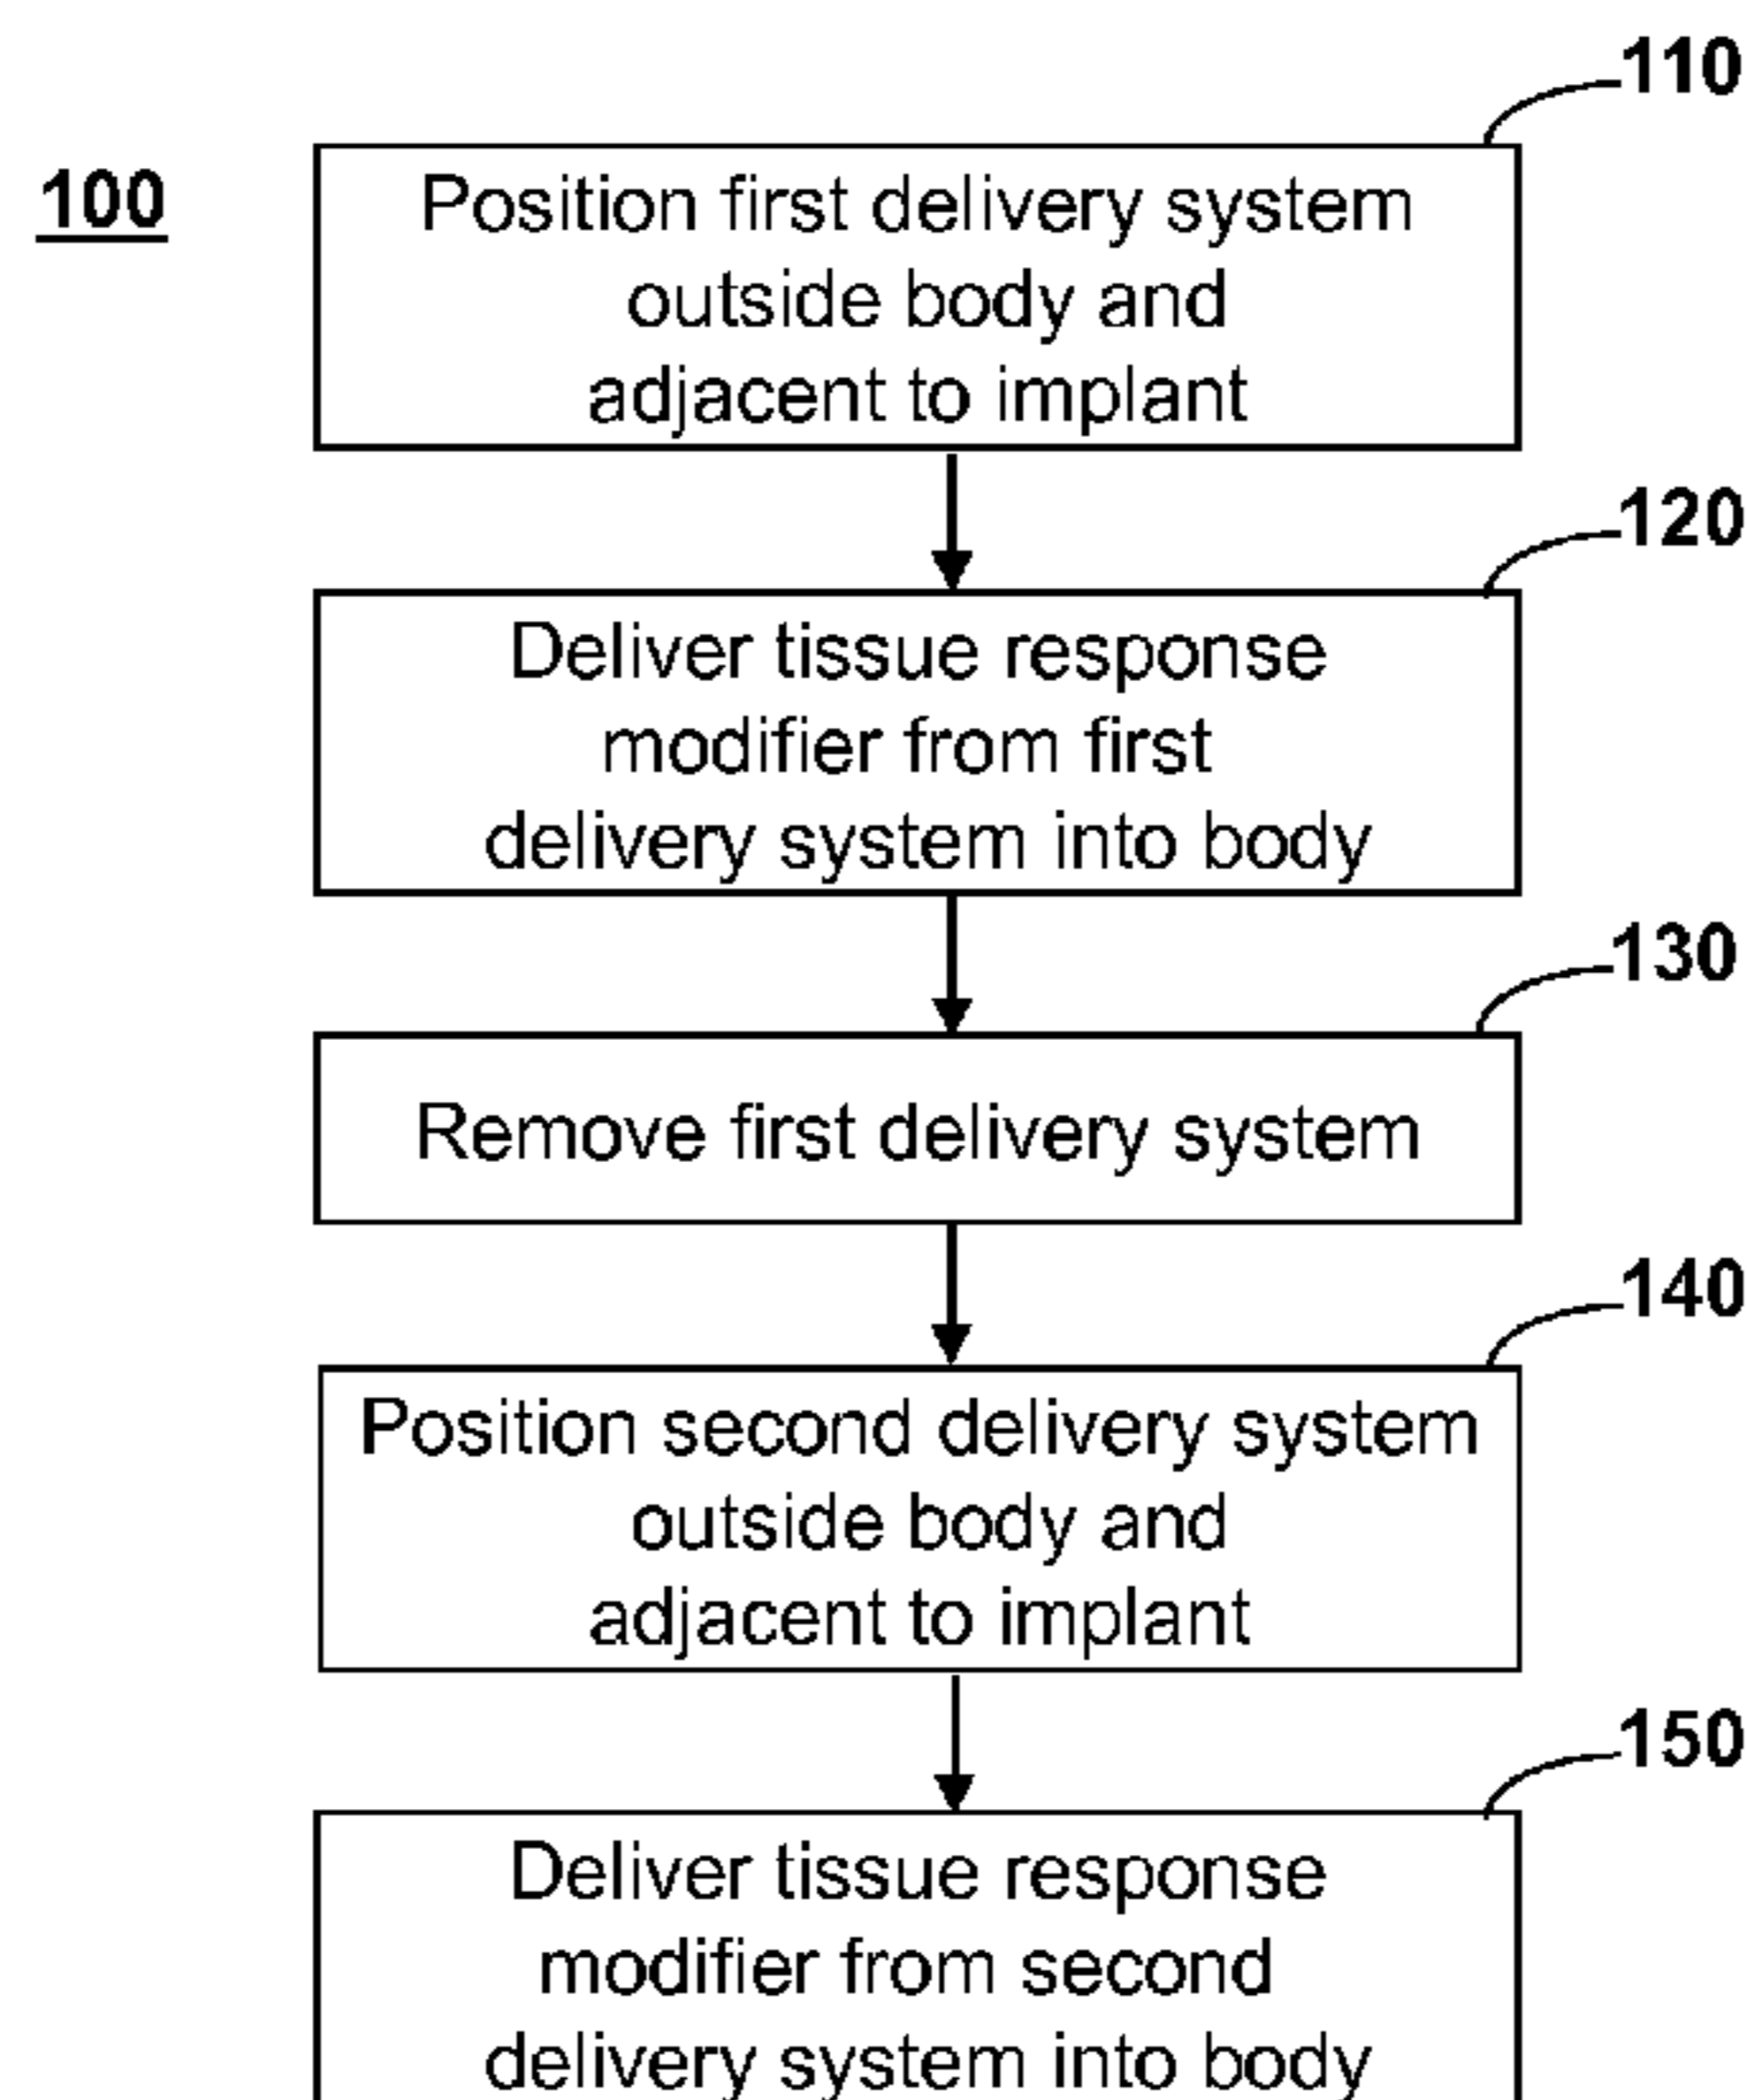 110
100
Position first delivery system
outside body and
adjacent to implant
120
Deliver tissue response
modifier from first
delivery system into body
130
Remove first delivery system
140
Position second delivery system
outside body and
adjacent to implant
150
Deliver tissue response
modifier from second
delivery system into body